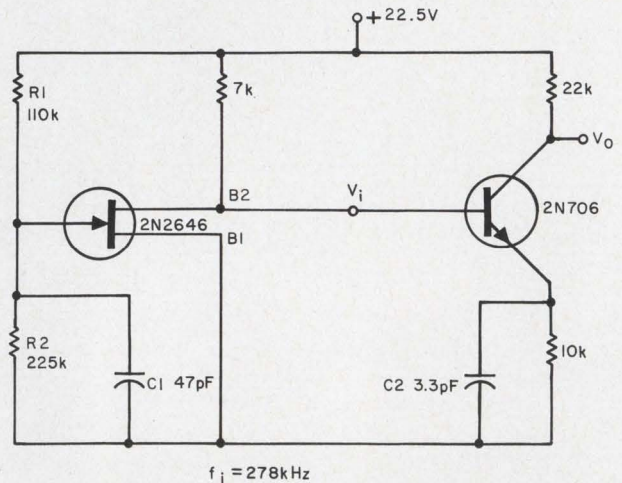 +22.5V
R1
110k
7k
22k
Vo
B2
Vi
2N2646
2N706
B1
R2
225k
C1 47pF
C2 3.3pF
10k
fi = 278kHz